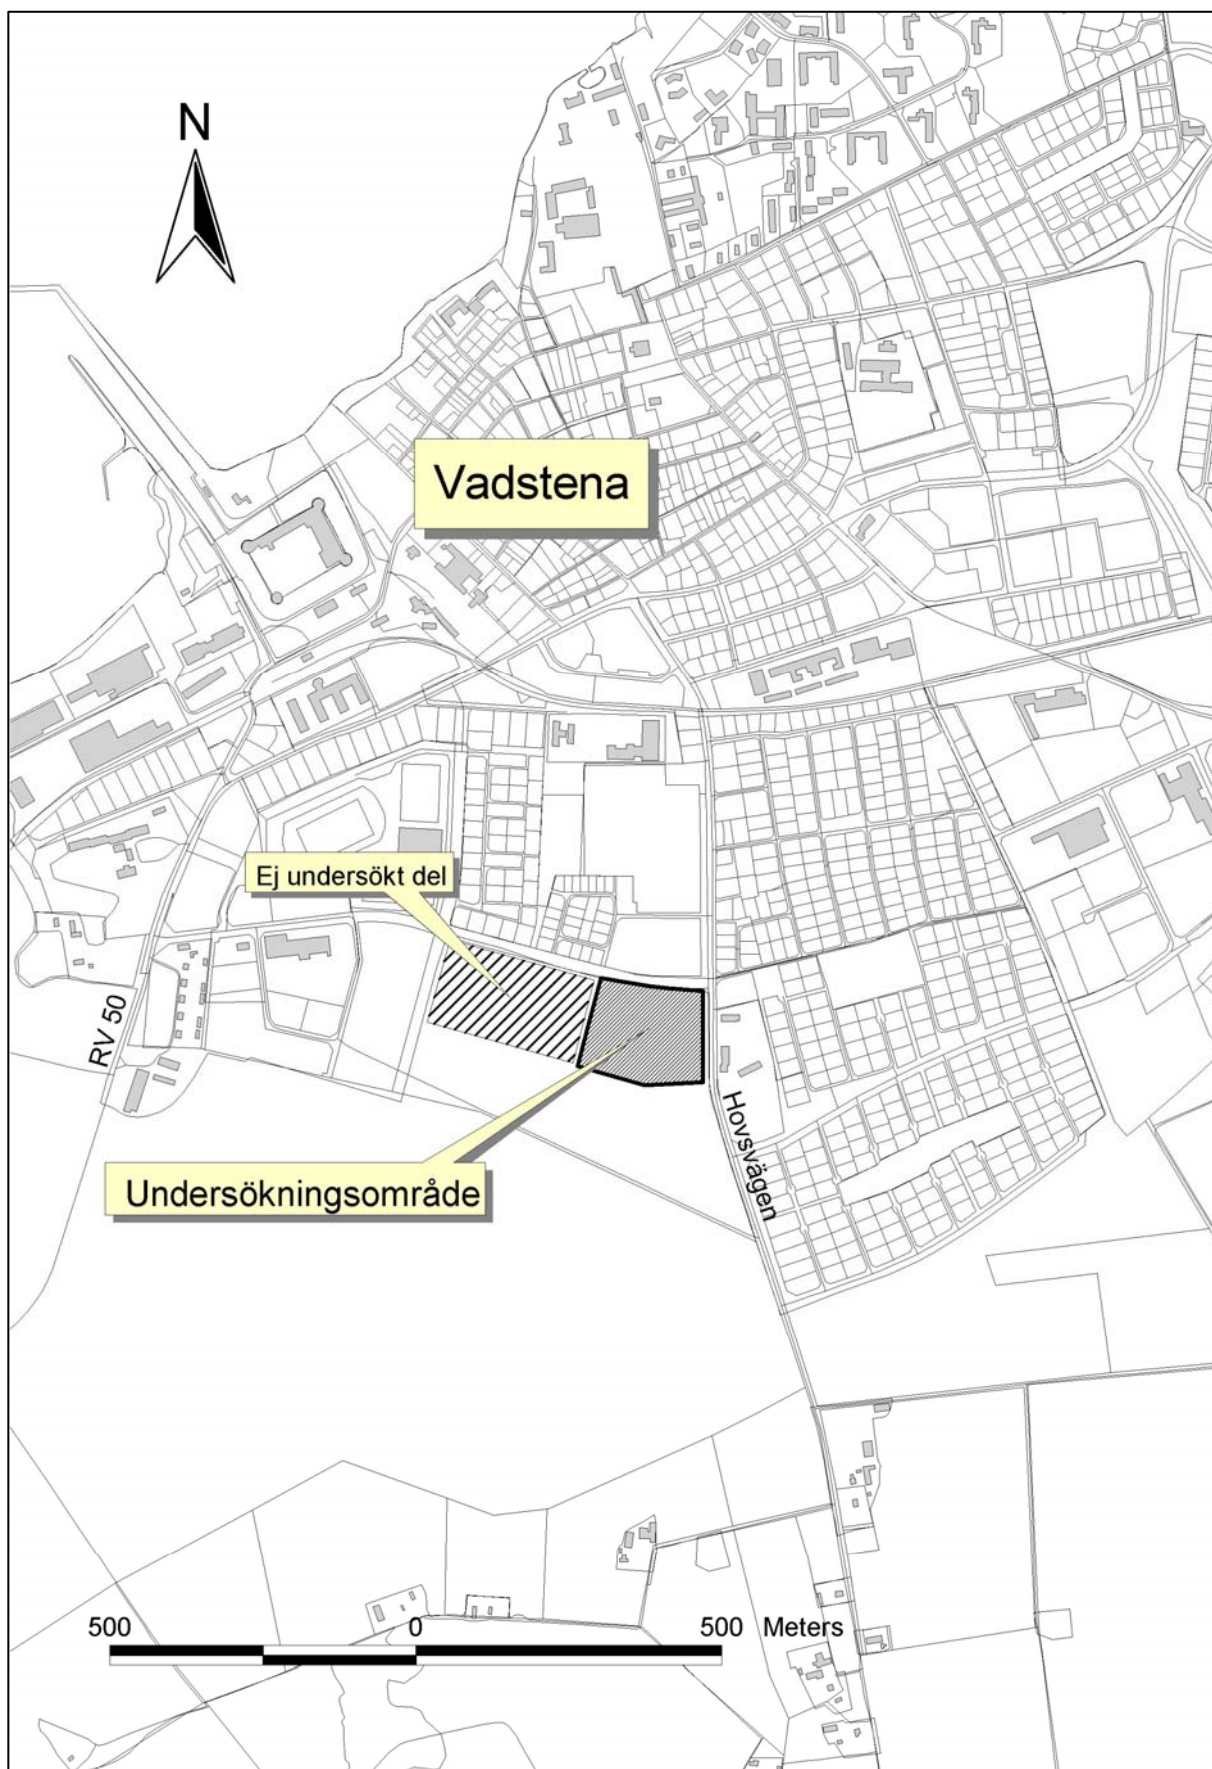 N
Vadstena
Ej undersökt del
RV 50
Hovsvägen
Undersökningsområde
500 0 500 Meters